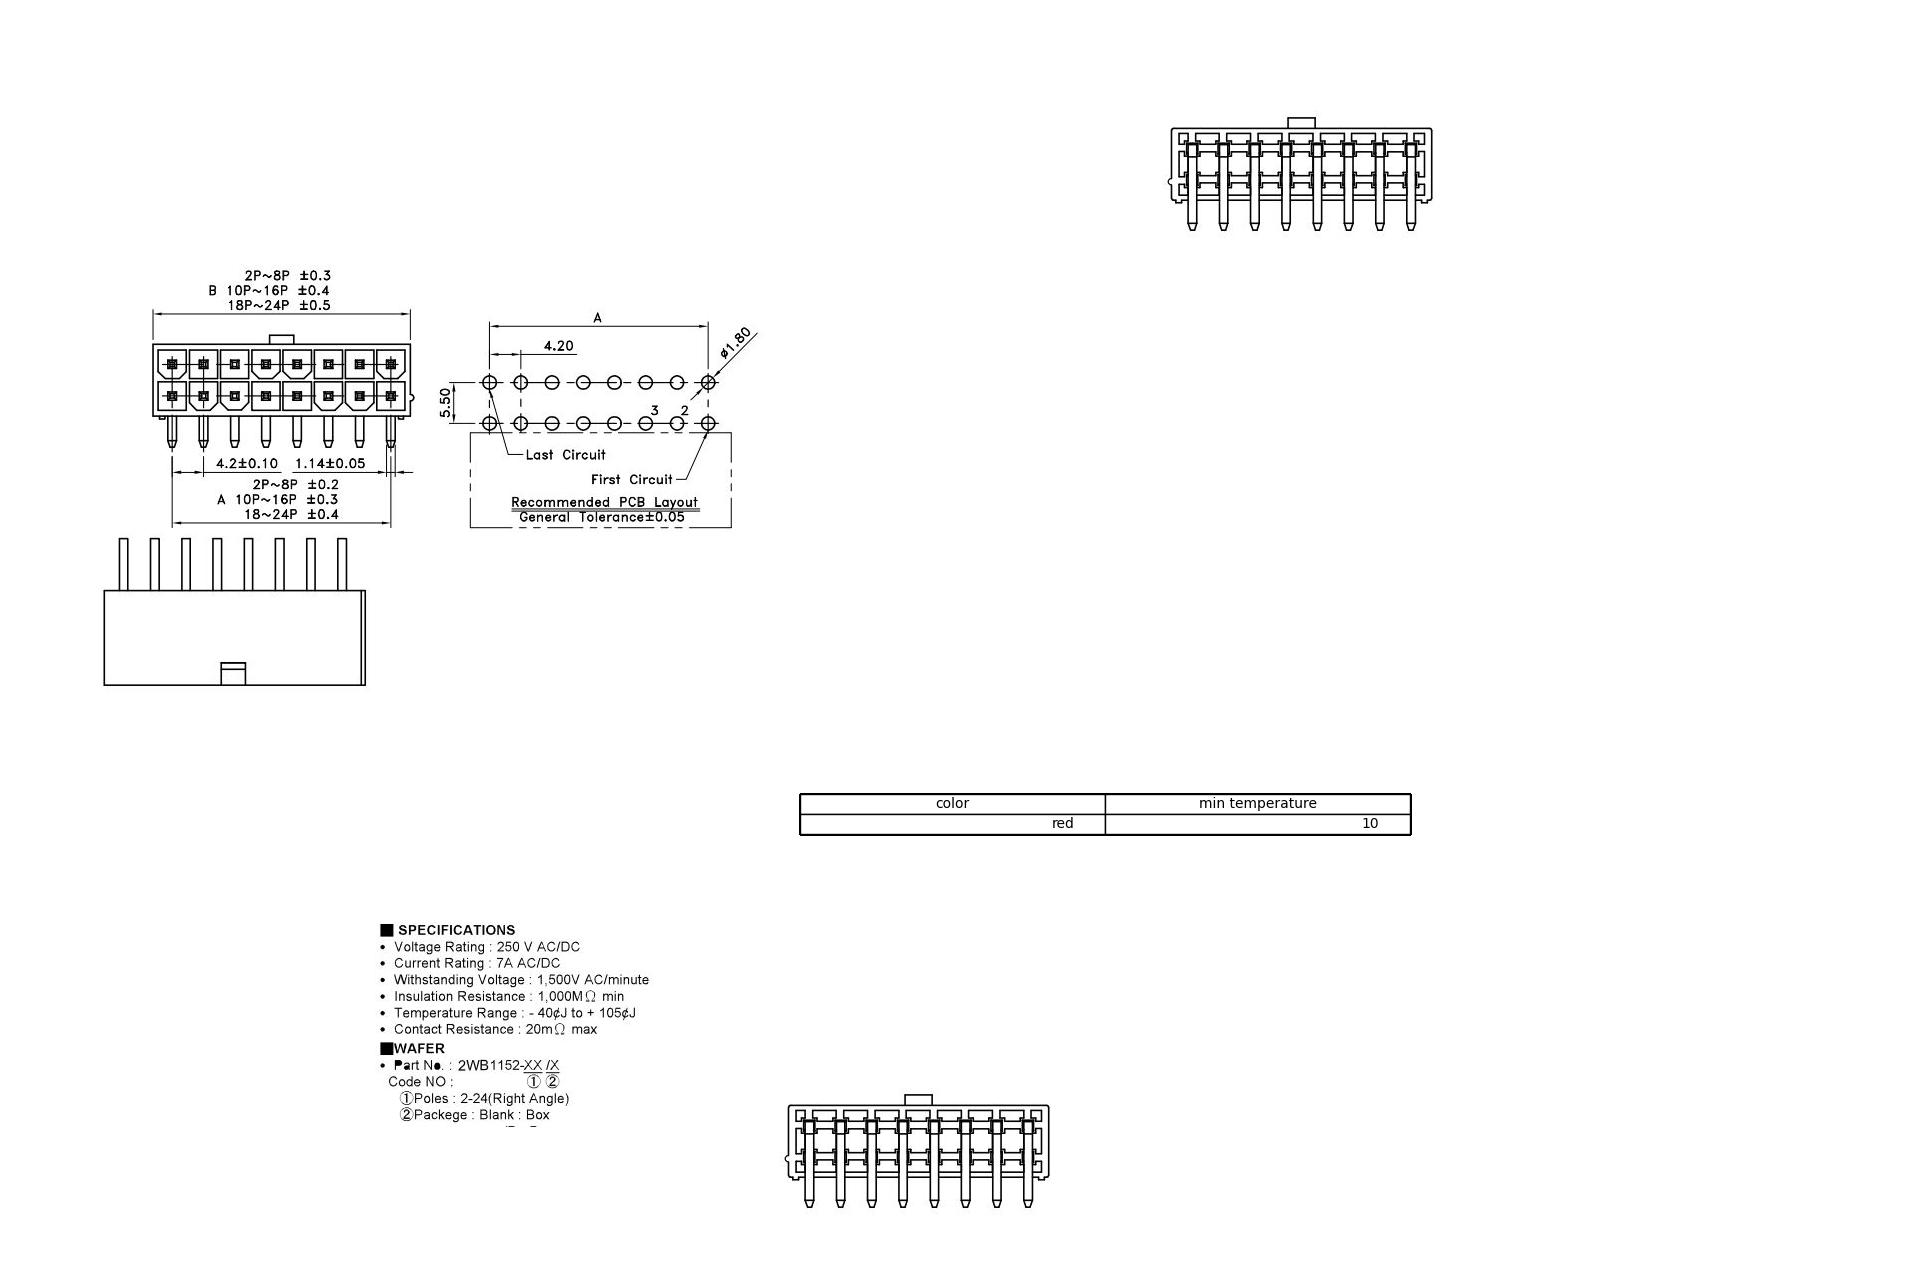 2P~8P ±0.3
B 10P~16P ±0.4
18P~24P ±0.5
A
4.20
ø1.80
5.50
3 2
Last Circuit
First Circuit
4.2±0.10 1.14±0.05
2P~8P ±0.2
A 10P~16P ±0.3
18~24P ±0.4
Recommended PCB Layout
General Tolerance±0.05
color min temperature
red 10
■ SPECIFICATIONS
• Voltage Rating : 250 V AC/DC
• Current Rating : 7A AC/DC
• Withstanding Voltage : 1,500V AC/minute
• Insulation Resistance : 1,000MΩ min
• Temperature Range : - 40¢J to + 105¢J
• Contact Resistance : 20mΩ max
■WAFER
• Part No. : 2WB1152-XX /X
Code NO : ① ②
①Poles : 2-24(Right Angle)
②Packege : Blank : Box